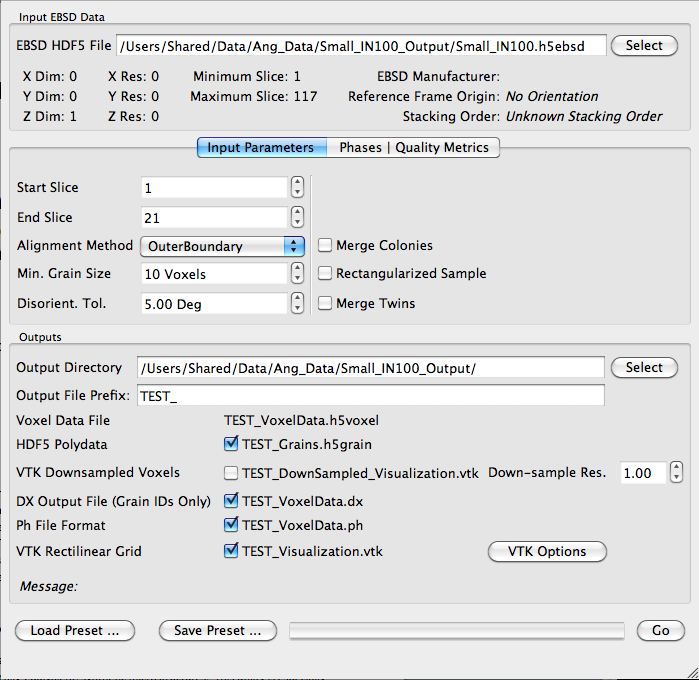 Input EBSD Data
EBSD HDF5 File /Users/Shared/Data/Ang_Data/Small_IN100_Output/Small_IN100.h5ebsd Select
X Dim: 0 X Res: 0 Minimum Slice: 1 EBSD Manufacturer:
Y Dim: 0 Y Res: 0 Maximum Slice: 117 Reference Frame Origin: No Orientation
Z Dim: 1 Z Res: 0 Stacking Order: Unknown Stacking Order
Input Parameters Phases | Quality Metrics
Start Slice 1
End Slice 21
Alignment Method OuterBoundary Merge Colonies
Min. Grain Size 10 Voxels Rectangularized Sample
Disorient. Tol. 5.00 Deg Merge Twins
Outputs
Output Directory /Users/Shared/Data/Ang_Data/Small_IN100_Output/ Select
Output File Prefix: TEST_
Voxel Data File TEST_VoxelData.h5voxel
HDF5 Polydata TEST_Grains.h5grain
VTK Downsampled Voxels TEST_DownSampled_Visualization.vtk Down-sample Res. 1.00
DX Output File (Grain IDs Only) TEST_VoxelData.dx
Ph File Format TEST_VoxelData.ph
VTK Rectilinear Grid TEST_Visualization.vtk VTK Options
Message:
Load Preset ... Save Preset ... Go